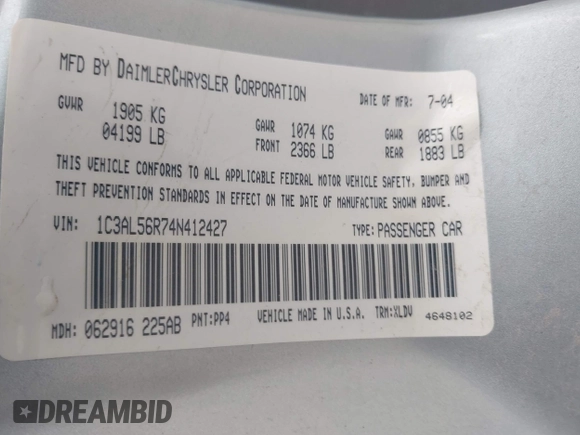 MFD BY DAIMLERCHRYSLER CORPORATION
DATE OF MFR: 7-04
GVWR 1905 KG
04199 LB
GAWR 1074 KG
FRONT 2366 LB
GAWR 0855 KG
REAR 1883 LB
THIS VEHICLE CONFORMS TO ALL APPLICABLE FEDERAL MOTOR VEHICLE SAFETY, BUMPER AND
THEFT PREVENTION STANDARDS IN EFFECT ON THE DATE OF MANUFACTURE SHOWN ABOVE.
VIN: 1C3AL56R74N412427 TYPE: PASSENGER CAR
MDH: 062916 225AB PNT: PP4 VEHICLE MADE IN U.S.A. TRM: XLDV 4648102
DREAMBID